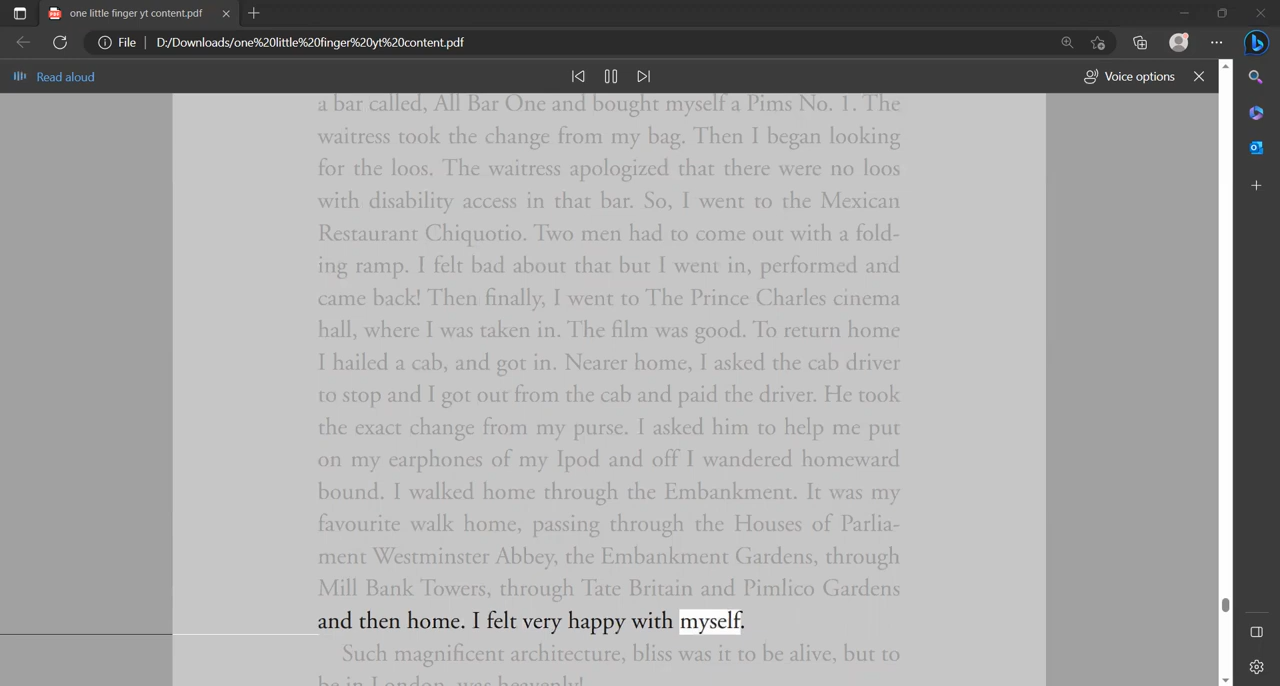 one little finger yt content.pdf
File
D:/Downloads/one%20little%20finger%20yt%20content.pdf
Read aloud
Voice options
a bar called, All Bar One and bought myself a Pims No. 1. The
waitress took the change from my bag. Then I began looking
for the loos. The waitress apologized that there were no loos
with disability access in that bar. So, I went to the Mexican
Restaurant Chiquotio. Two men had to come out with a fold-
ing ramp. I felt bad about that but I went in, performed and
came back! Then finally, I went to The Prince Charles cinema
hall, where I was taken in. The film was good. To return home
I hailed a cab, and got in. Nearer home, I asked the cab driver
to stop and I got out from the cab and paid the driver. He took
the exact change from my purse. I asked him to help me put
on my earphones of my Ipod and off I wandered homeward
bound. I walked home through the Embankment. It was my
favourite walk home, passing through the Houses of Parlia-
ment Westminster Abbey, the Embankment Gardens, through
Mill Bank Towers, through Tate Britain and Pimlico Gardens
and then home. I felt very happy with myself.
Such magnificent architecture, bliss was it to be alive, but to
be in London, was heavenly!